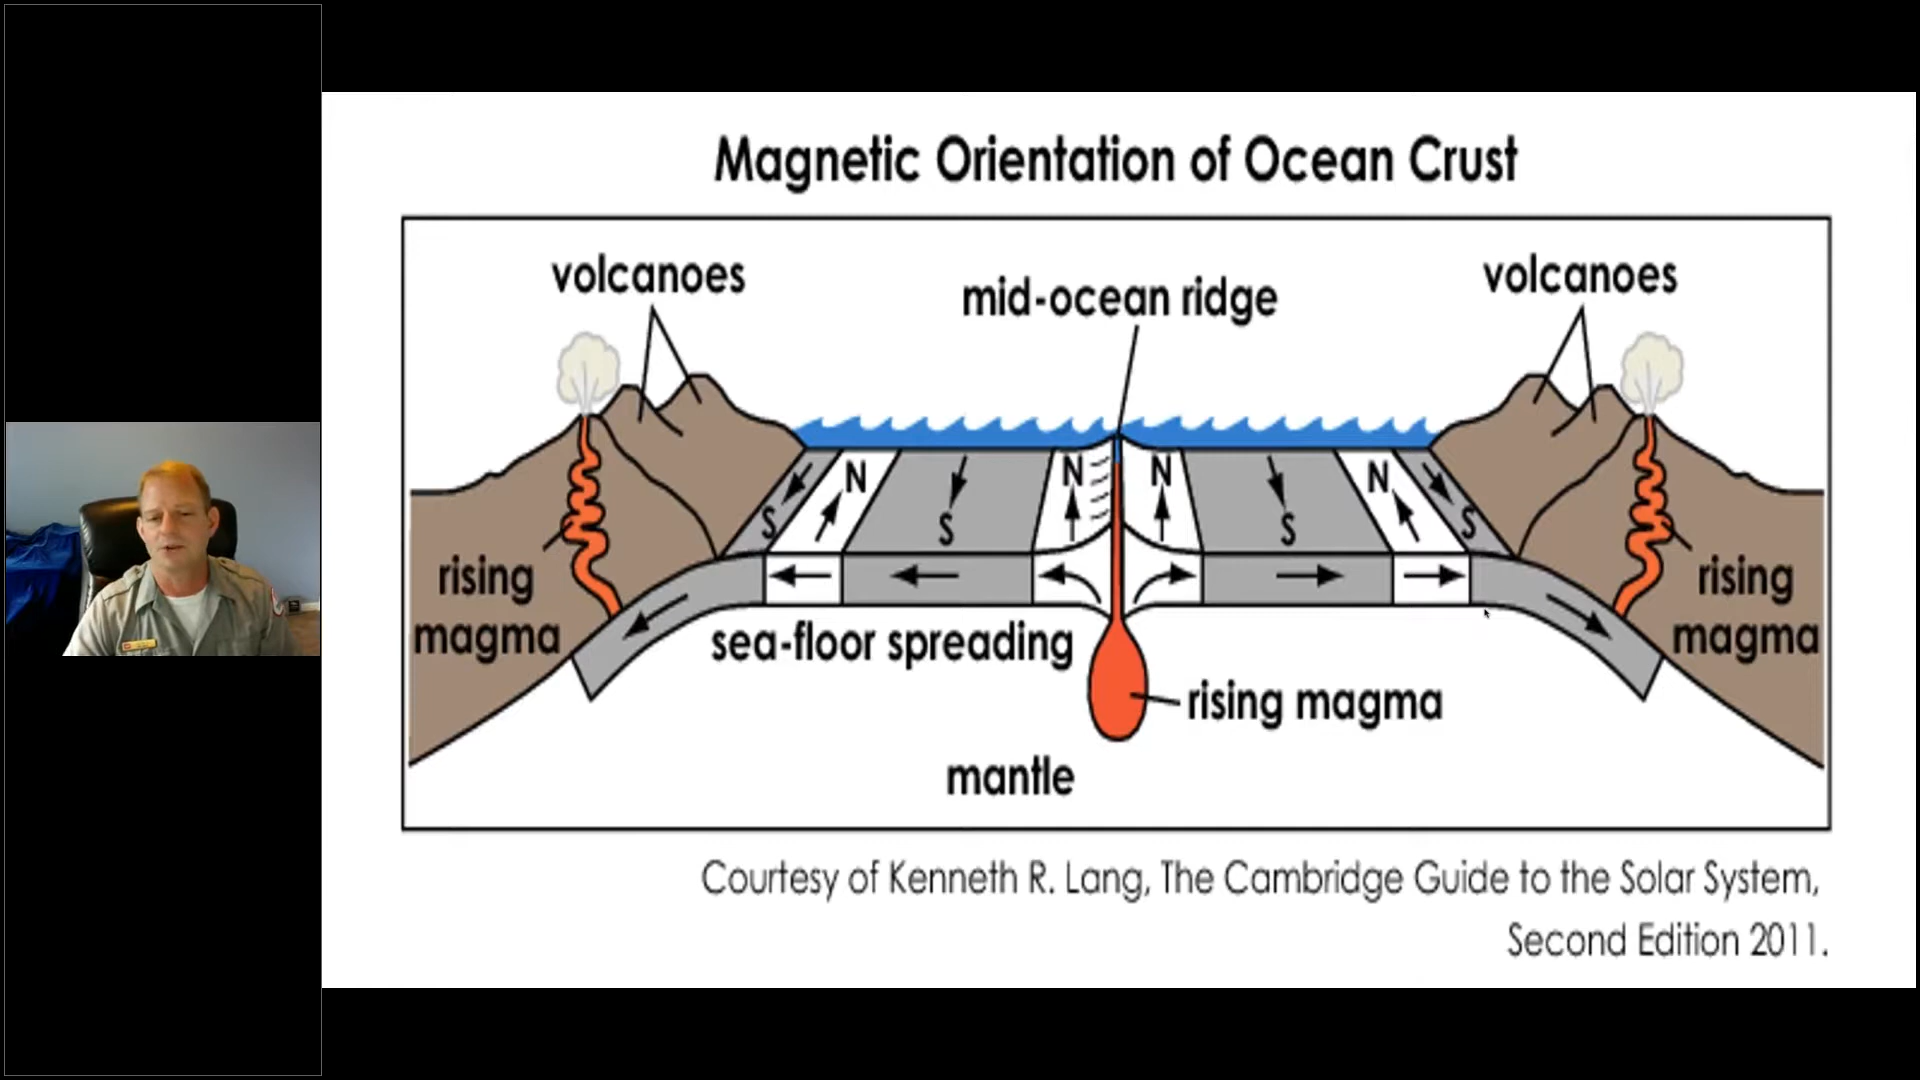 Magnetic Orientation of Ocean Crust
volcanoes
mid-ocean ridge
volcanoes
N
S
N
S
N
N
S
N
S
rising
magma
sea-floor spreading
rising magma
rising
magma
mantle
Courtesy of Kenneth R. Lang, The Cambridge Guide to the Solar System,
Second Edition 2011.